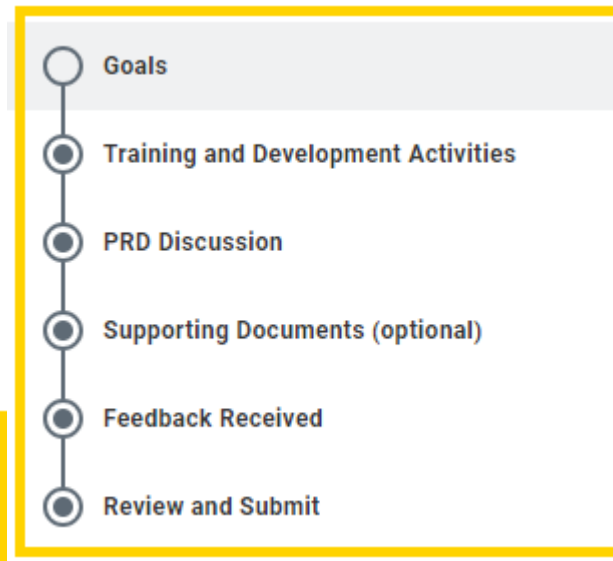 Goals
Training and Development Activities
PRD Discussion
Supporting Documents (optional)
Feedback Received
Review and Submit